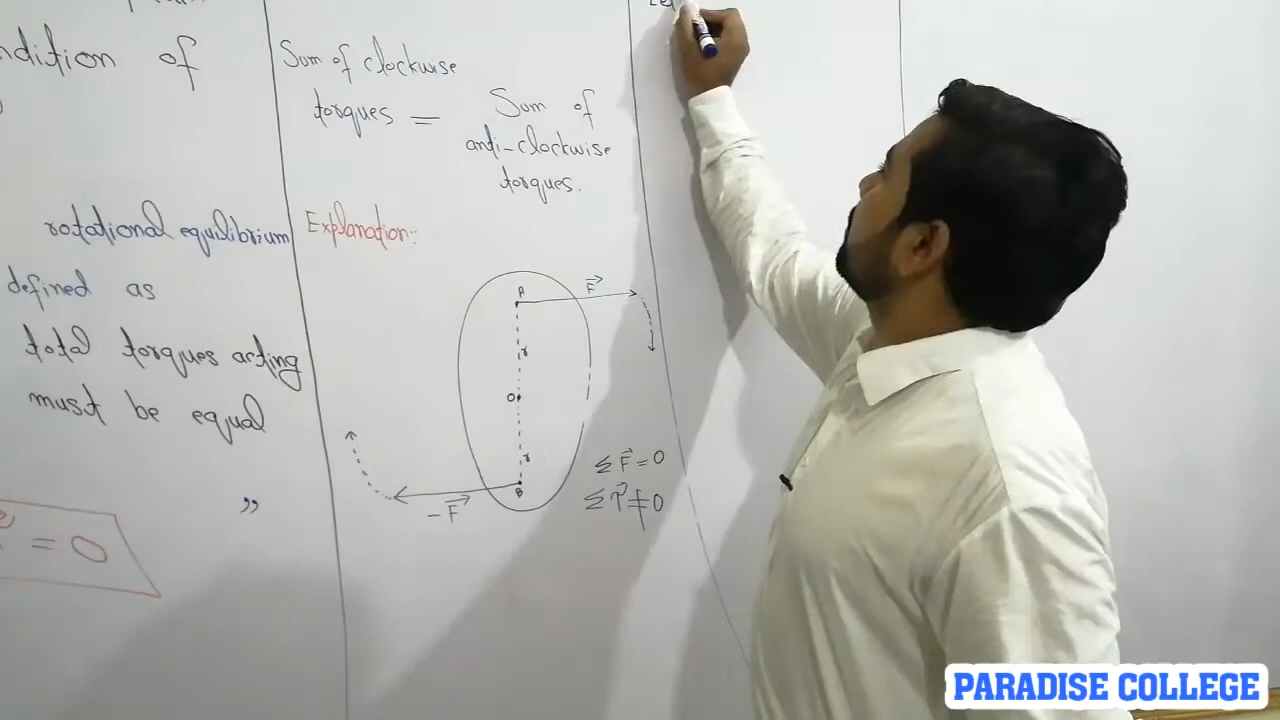 ndition of
rotational equilibrium
defined as
total torques acting
must be equal
”
= 0
Sum of clockwise
torques = Sum of
anti-clockwise
torques.
Explanation:
A
F
r
O
r
B
-F
Σ F = 0
Σ τ ≠ 0
PARADISE COLLEGE